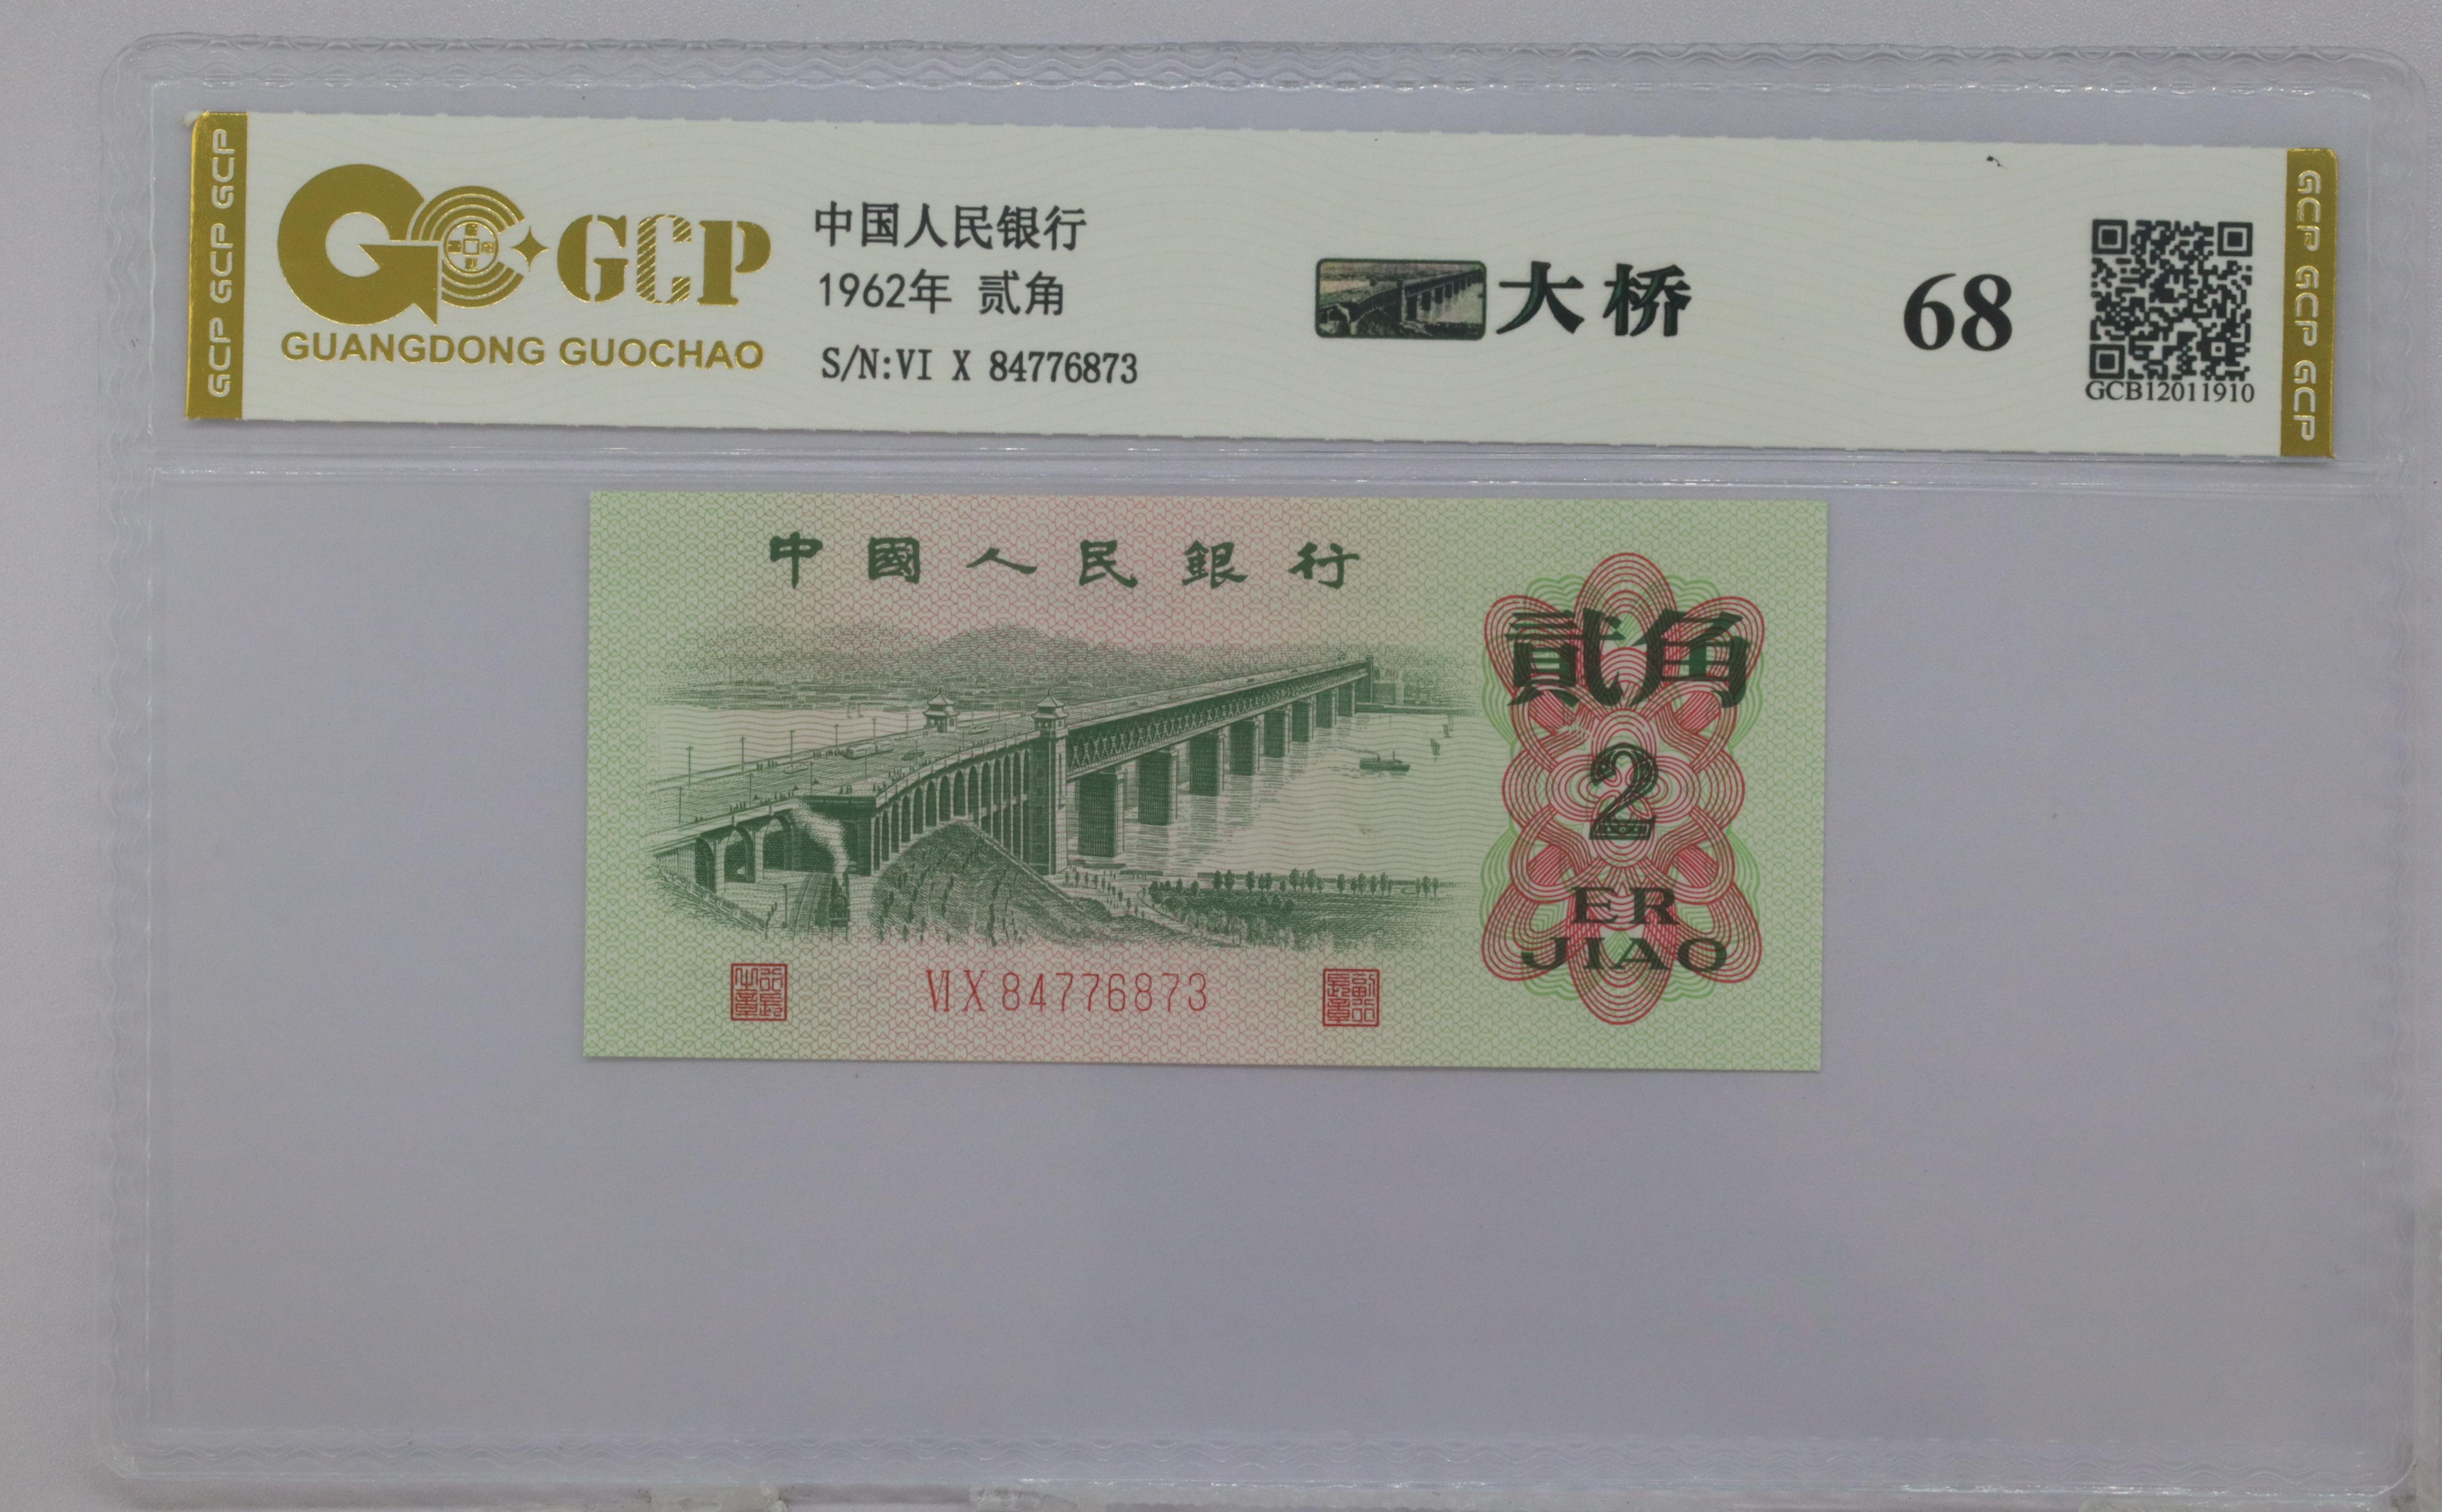 GCP GCP GCP
GCP
GUANGDONG GUOCHAO
中国人民银行
1962年 贰角
S/N:VI X 84776873
大桥
68
GCB12011910
GCP GCP GCP
中國人民銀行
貳角
2
ER
JIAO
VI X 84776873